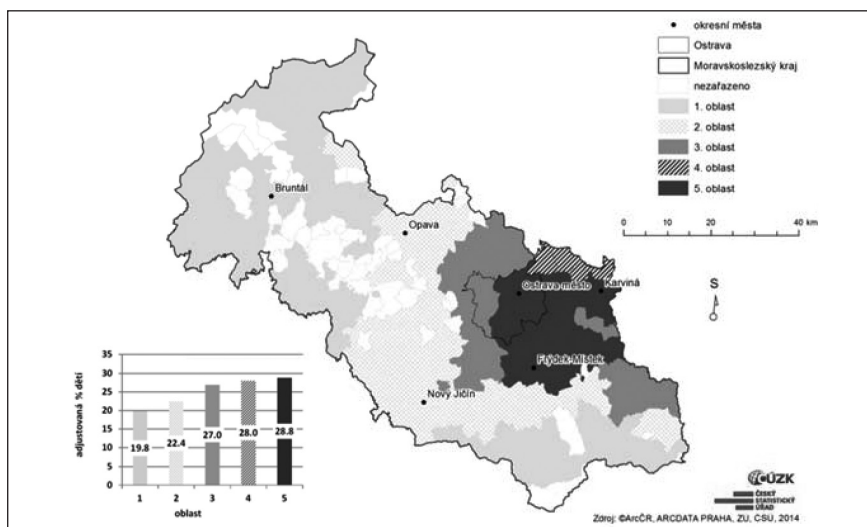 okresní města
Ostrava
Moravskoslezský kraj
nezařazeno
1. oblast
2. oblast
3. oblast
4. oblast
5. oblast
0 10 20 40 km
S
Bruntál
Opava
Ostrava-město
Karviná
Frýdek-Místek
Nový Jičín
adjustovaná % dětí
35
30
25
20
15
10
5
0
19.8
22.4
27.0
28.0
28.8
1 2 3 4 5
oblast
ČÚZK
ČESKÝ
STATISTICKÝ
ÚŘAD
Zdroj: ©ArcČR, ARCDATA PRAHA, ZU, ČSÚ, 2014